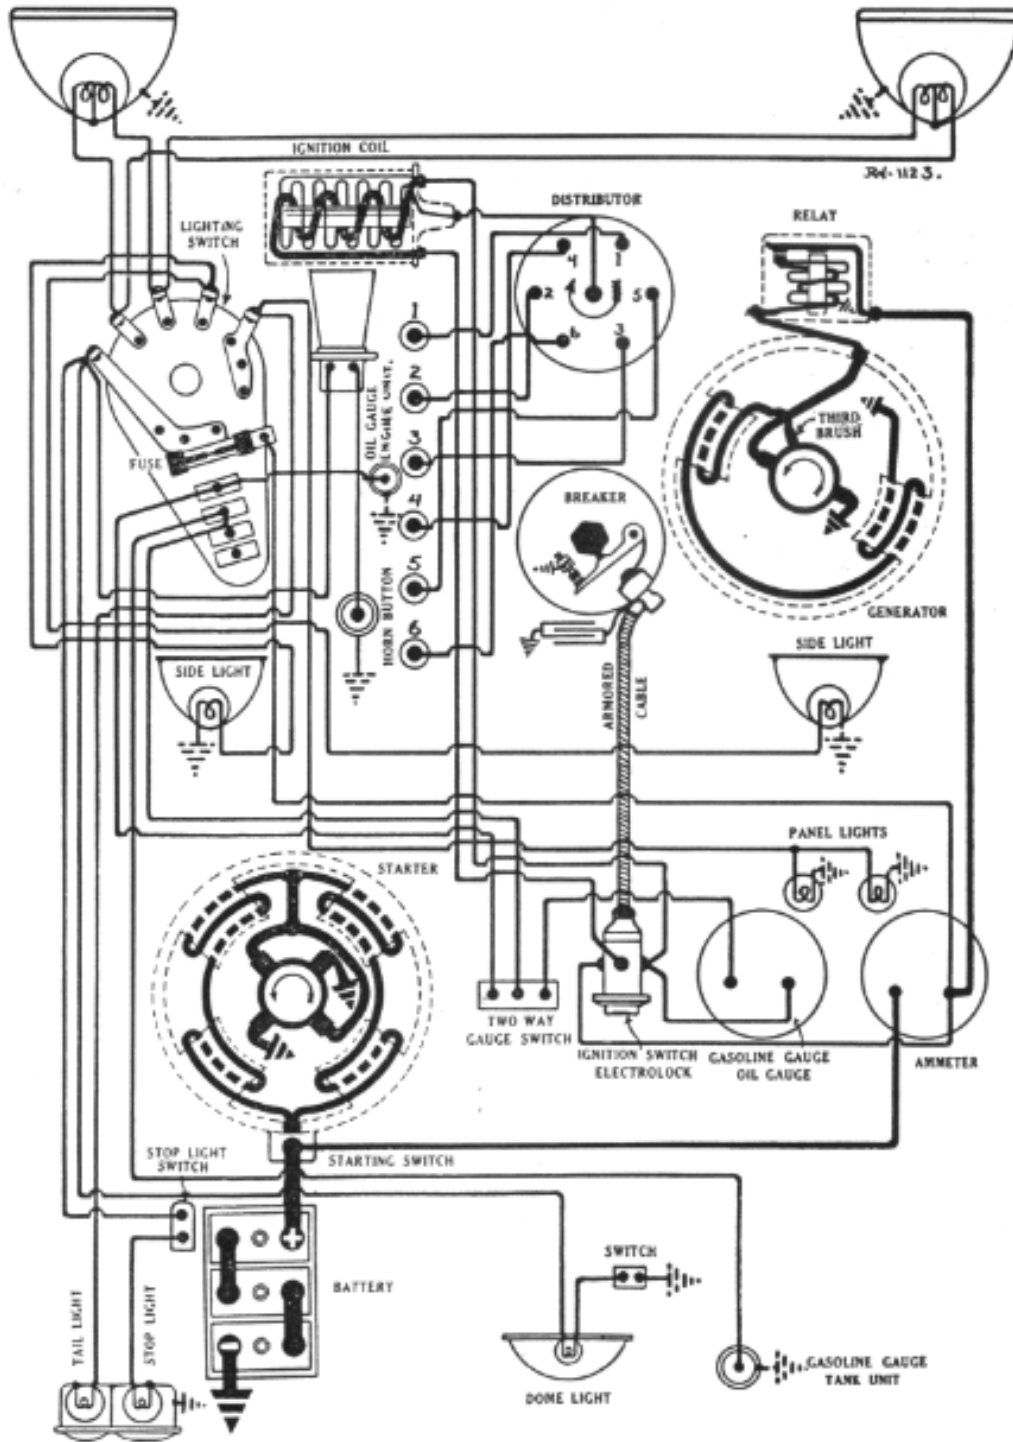 IGNITION COIL
RW-1123.
DISTRIBUTOR
RELAY
LIGHTING
SWITCH
4
1
2
5
6
3
1
2
3
4
5
6
OIL GAUGE
ENGINE UNIT.
THIRD
BRUSH
FUSE
BREAKER
GENERATOR
HORN BUTTON
SIDE LIGHT
SIDE LIGHT
ARMORED
CABLE
PANEL LIGHTS
STARTER
TWO WAY
GAUGE SWITCH
IGNITION SWITCH
ELECTROLOCK
GASOLINE GAUGE
OIL GAUGE
AMMETER
STOP LIGHT
SWITCH
STARTING SWITCH
SWITCH
BATTERY
TAIL LIGHT
STOP LIGHT
DOME LIGHT
GASOLINE GAUGE
TANK UNIT